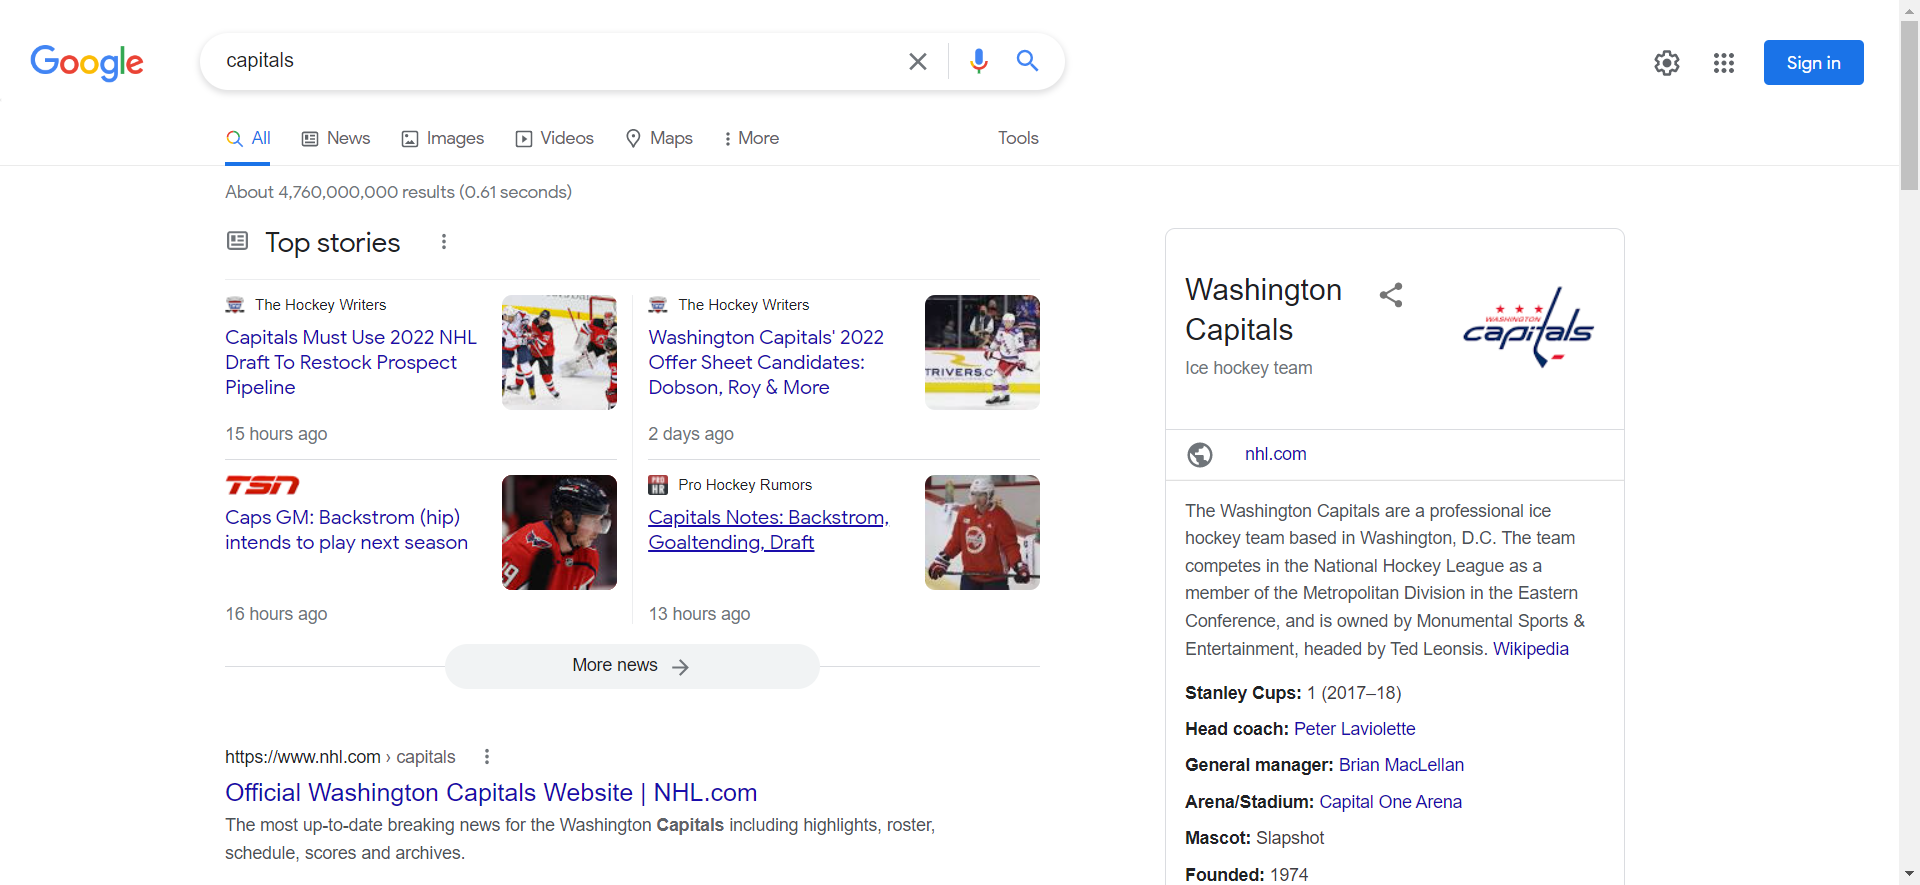 Google
capitals
Sign in
All
News
Images
Videos
Maps
More
Tools
About 4,760,000,000 results (0.61 seconds)
Top stories
The Hockey Writers
Capitals Must Use 2022 NHL
Draft To Restock Prospect
Pipeline
15 hours ago
The Hockey Writers
Washington Capitals' 2022
Offer Sheet Candidates:
Dobson, Roy & More
TRIVERS.C
2 days ago
TSN
Caps GM: Backstrom (hip)
intends to play next season
16 hours ago
PRO
HR
Pro Hockey Rumors
Capitals Notes: Backstrom,
Goaltending, Draft
13 hours ago
More news
https://www.nhl.com › capitals
Official Washington Capitals Website | NHL.com
The most up-to-date breaking news for the Washington Capitals including highlights, roster,
schedule, scores and archives.
Washington
Capitals
Ice hockey team
WASHINGTON
capitals
nhl.com
The Washington Capitals are a professional ice
hockey team based in Washington, D.C. The team
competes in the National Hockey League as a
member of the Metropolitan Division in the Eastern
Conference, and is owned by Monumental Sports &
Entertainment, headed by Ted Leonsis. Wikipedia
Stanley Cups: 1 (2017–18)
Head coach: Peter Laviolette
General manager: Brian MacLellan
Arena/Stadium: Capital One Arena
Mascot: Slapshot
Founded: 1974